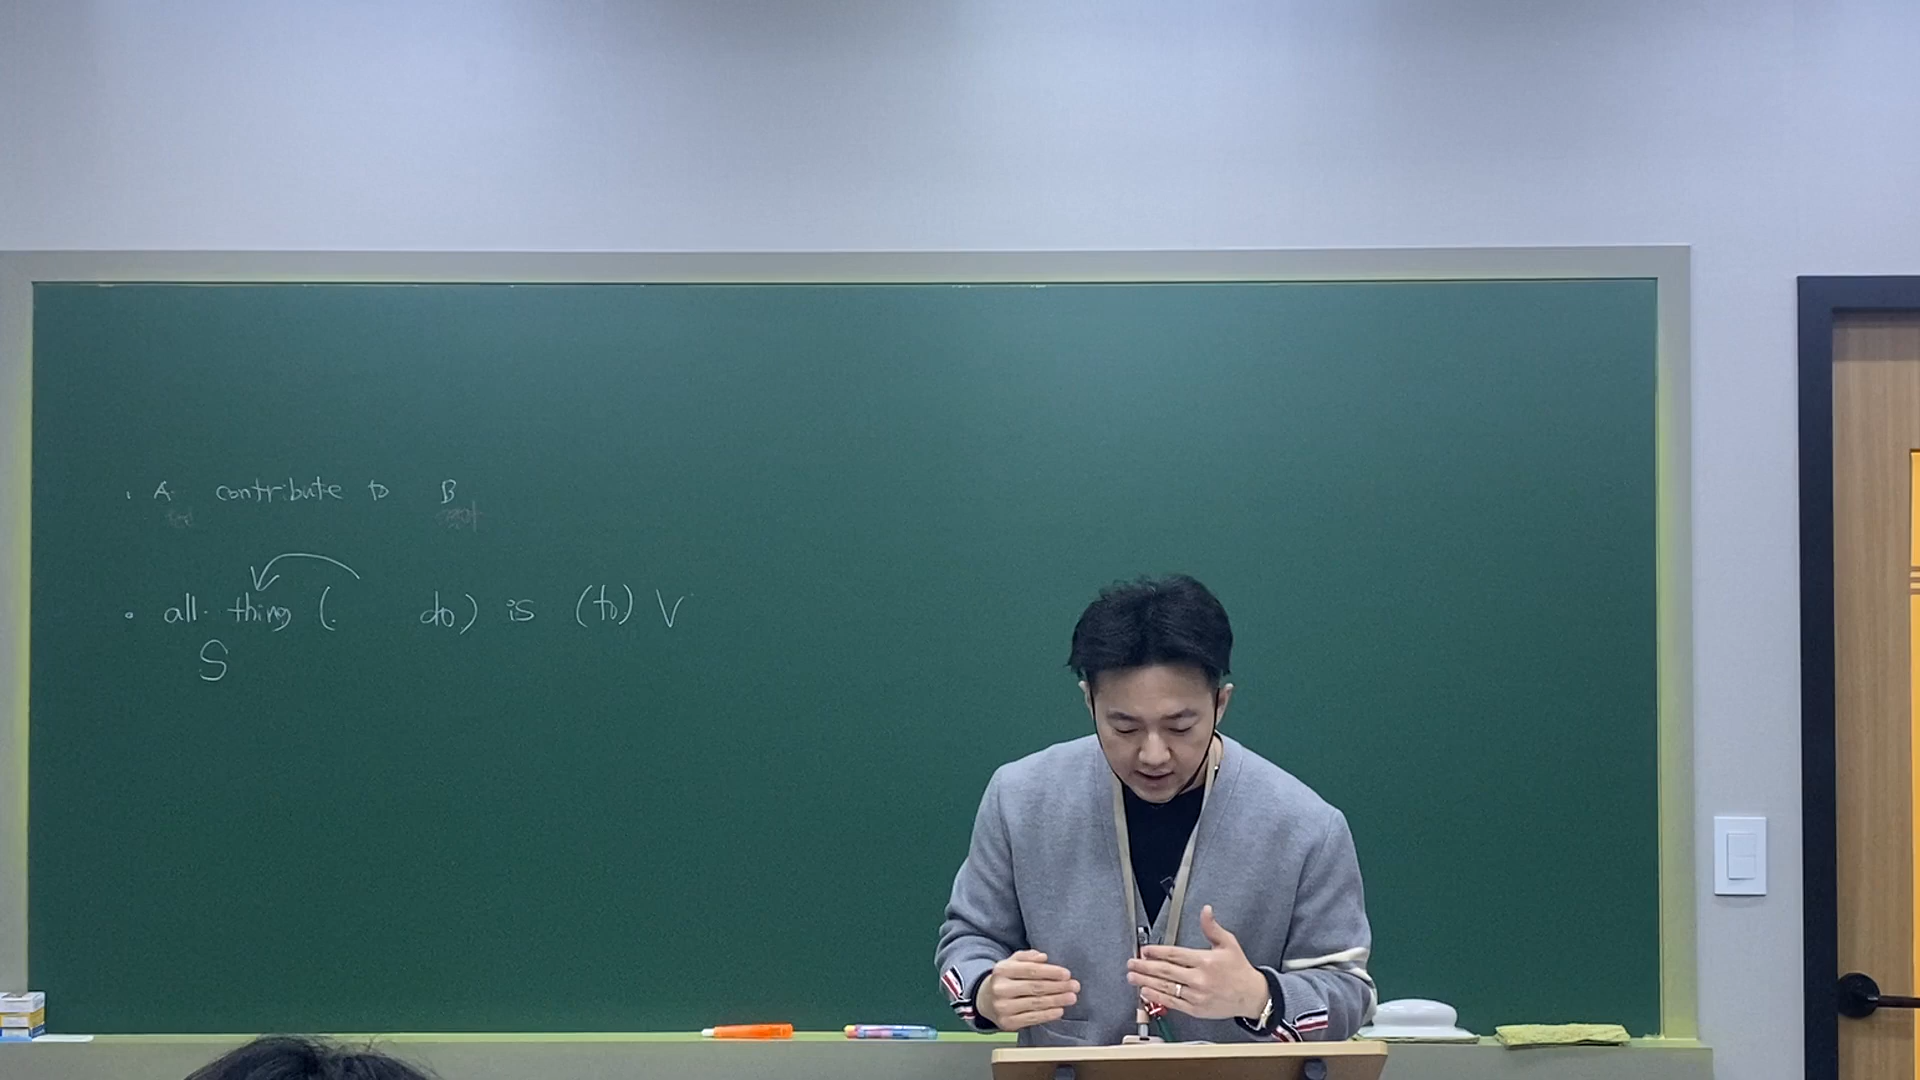 · A contribute to B
· all thing ( do) is (to) V
S